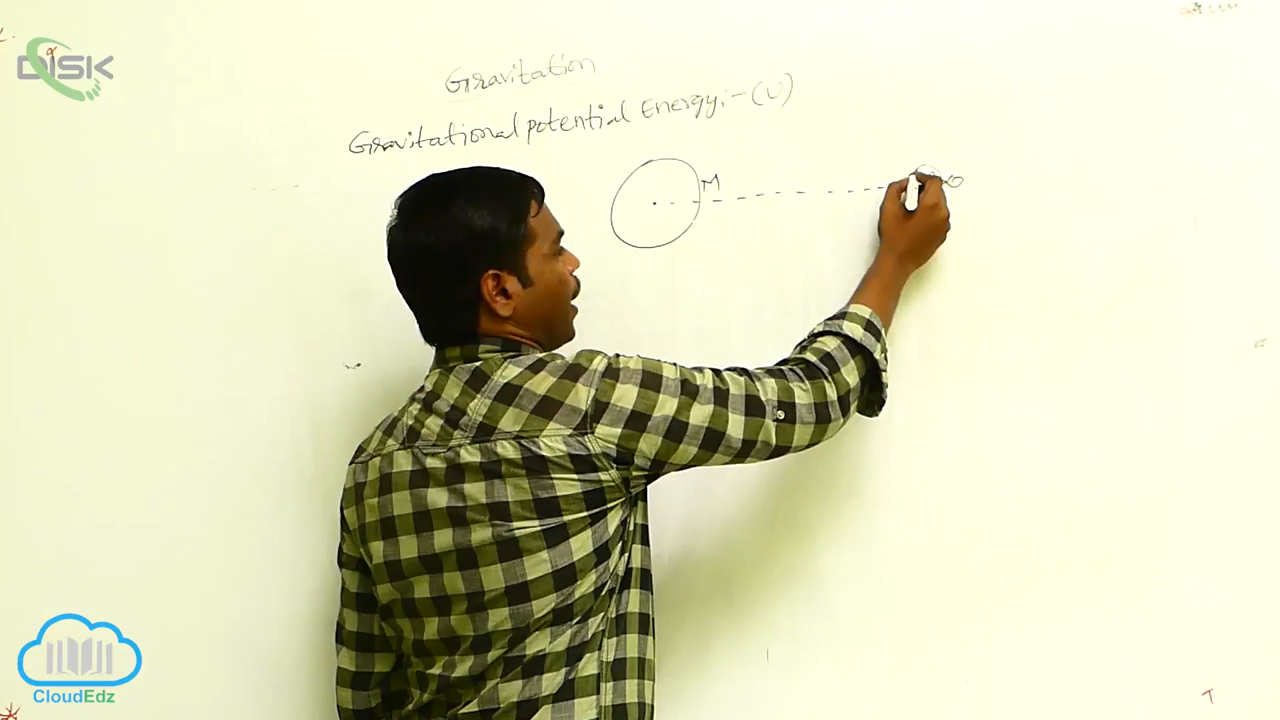 DISK
Gravitation
Gravitational potential Energy:- (U)
M
∞
CloudEdz